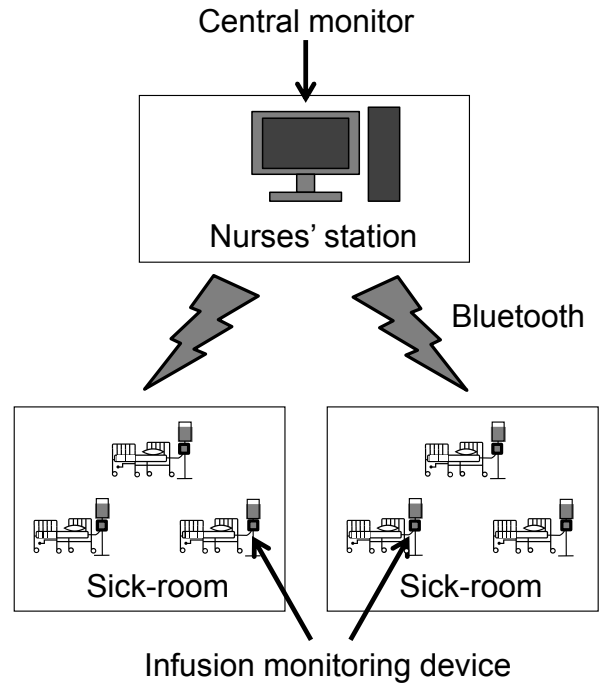 Central monitor
Nurses’ station
Bluetooth
Sick-room
Sick-room
Infusion monitoring device